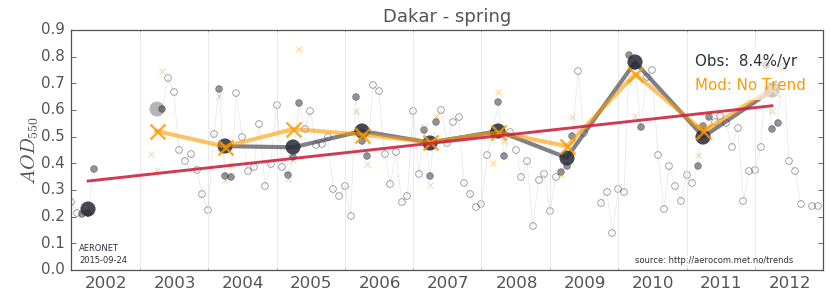 Dakar - spring
0.9
0.8
0.7
0.6
0.5
0.4
0.3
0.2
0.1
0.0
AOD550
Obs: 8.4%/yr
Mod: No Trend
AERONET
2015-09-24
source: http://aerocom.met.no/trends
2002 2003 2004 2005 2006 2007 2008 2009 2010 2011 2012